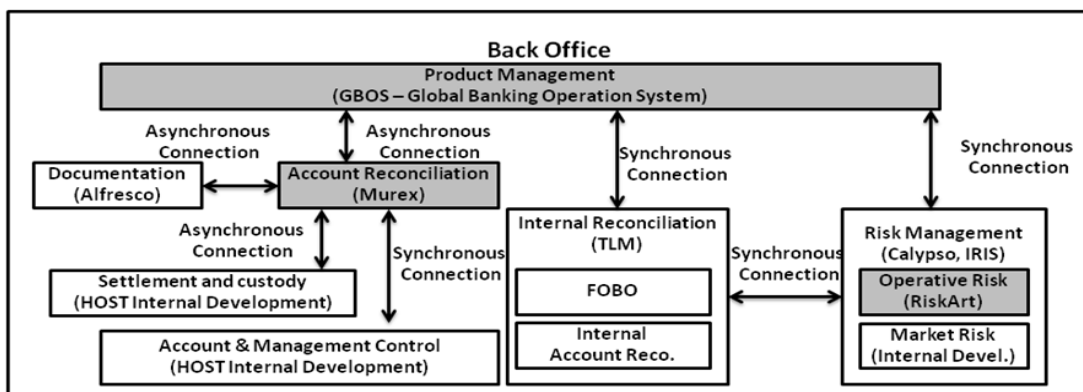 Back Office
Product Management
(GBOS – Global Banking Operation System)
Asynchronous
Connection
Asynchronous
Connection
Synchronous
Connection
Synchronous
Connection
Documentation
(Alfresco)
Account Reconciliation
(Murex)
Asynchronous
Connection
Synchronous
Connection
Internal Reconciliation
(TLM)
Synchronous
Connection
Risk Management
(Calypso, IRIS)
Settlement and custody
(HOST Internal Development)
FOBO
Operative Risk
(RiskArt)
Account & Management Control
(HOST Internal Development)
Internal
Account Reco.
Market Risk
(Internal Devel.)